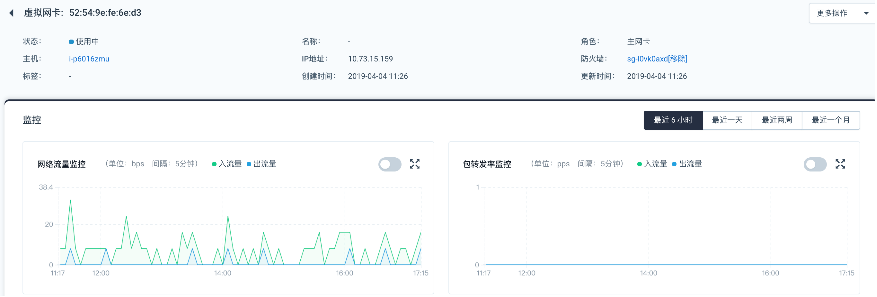 虚拟网卡: 52:54:9e:fe:6e:d3
更多操作
状态: 使用中 名称: - 角色: 主网卡
主机: i-p6016zmu IP地址: 10.73.15.159 防火墙: sg-l0vk0axd[移除]
标签: - 创建时间: 2019-04-04 11:26 更新时间: 2019-04-04 11:26
监控
最近 6 小时 最近一天 最近两周 最近一个月
网络流量监控 (单位: bps 间隔: 5分钟) 入流量 出流量
38.4
20
0
11:17 12:00 14:00 16:00 17:15
包转发率监控 (单位: pps 间隔: 5分钟) 入流量 出流量
1
0
11:17 12:00 14:00 16:00 17:15